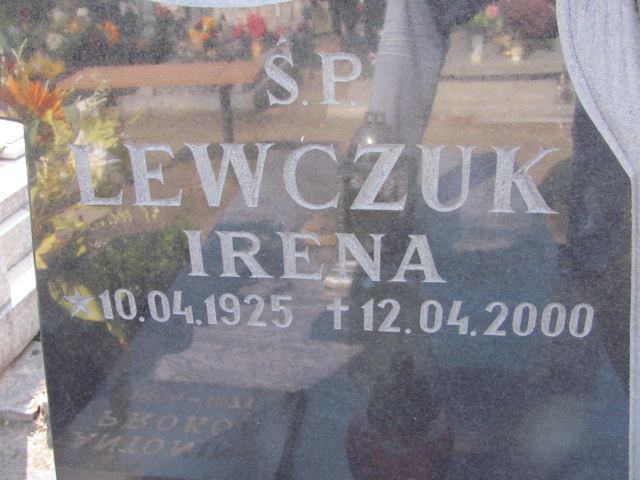 Ś.P.
LEWCZUK
IRENA
* 10.04.1925 ✝ 12.04.2000